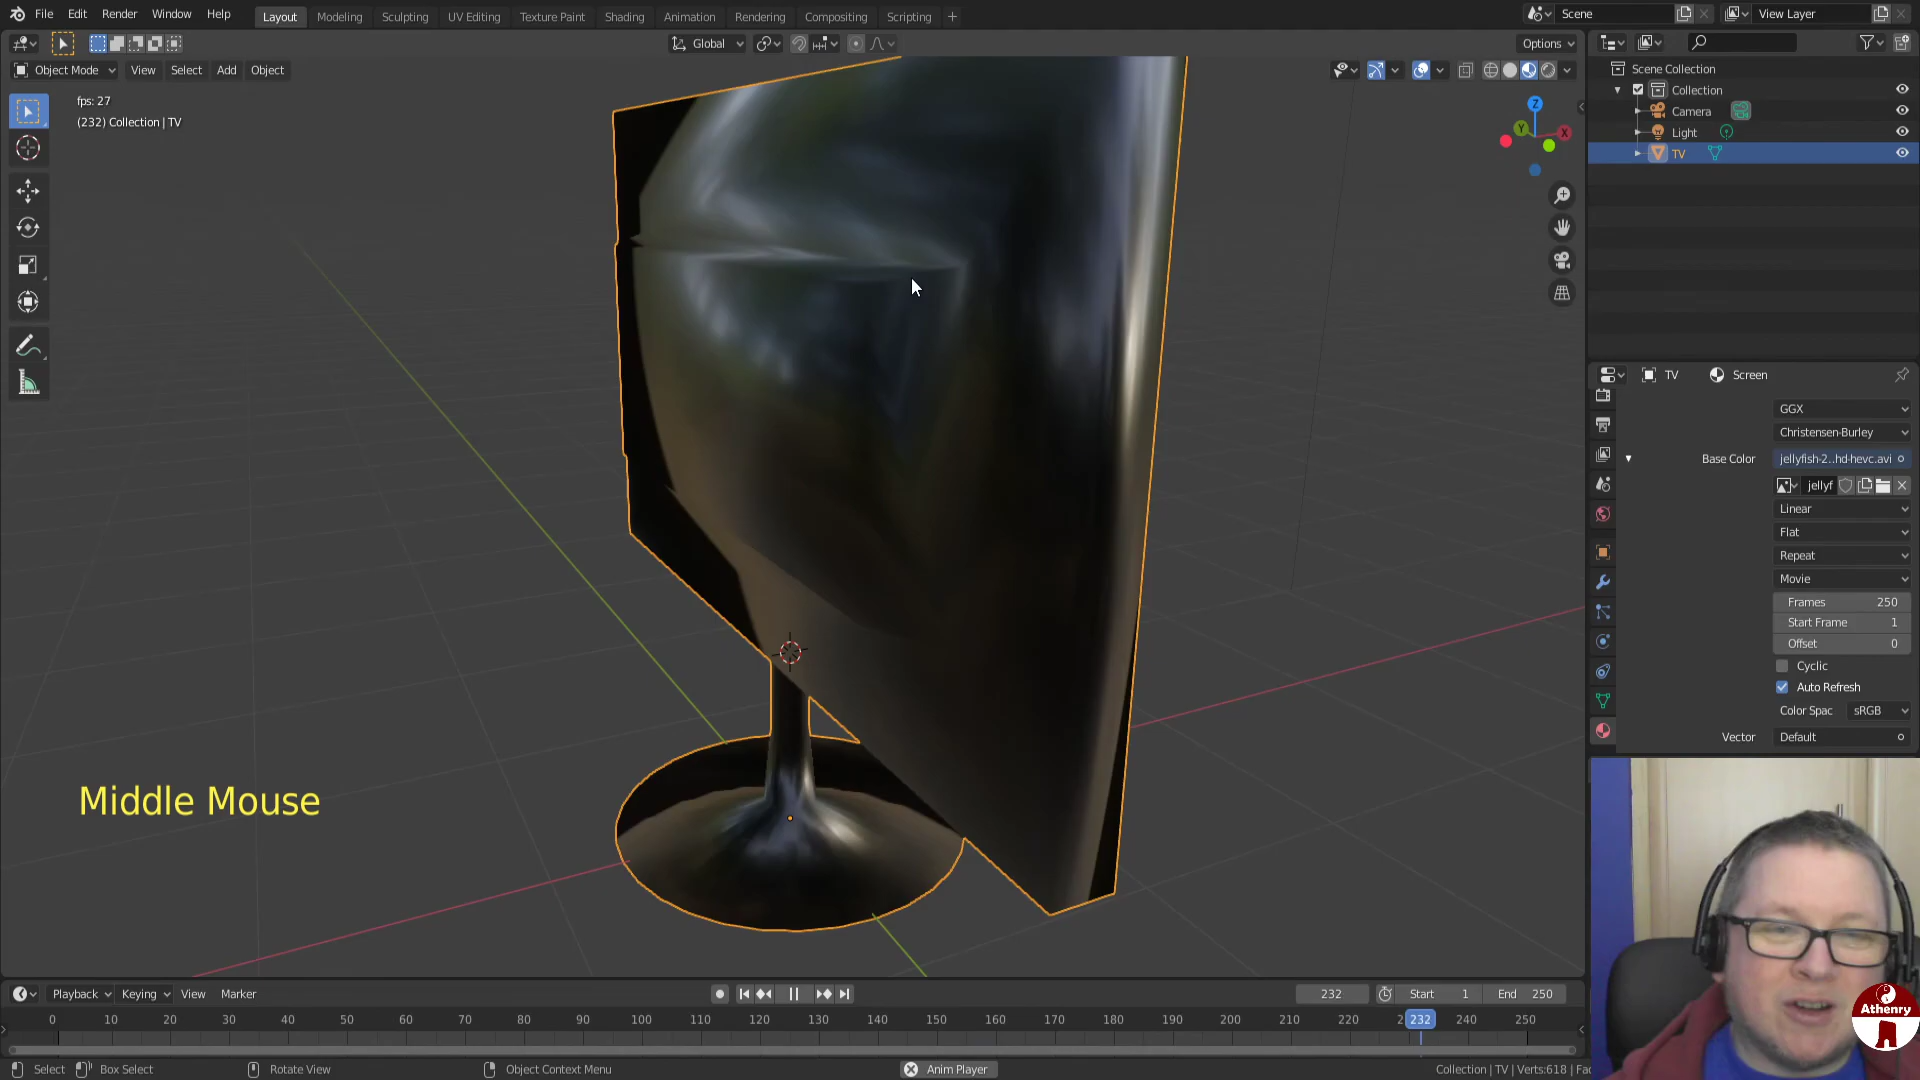 File Edit Render Window Help Layout Modeling Sculpting UV Editing Texture Paint Shading Animation Rendering Compositing Scripting + Scene View Layer
Global Options
Object Mode View Select Add Object
fps: 27
(232) Collection | TV
Z
Y
X
Scene Collection
Collection
Camera
Light
TV
TV Screen
GGX
Christensen-Burley
Base Color jellyfish-2..hd-hevc.avi
jellyf
Linear
Flat
Repeat
Movie
Frames 250
Start Frame 1
Offset 0
Cyclic
Auto Refresh
Color Spac sRGB
Vector Default
Middle Mouse
Playback Keying View Marker 232 Start 1 End 250
0 10 20 30 40 50 60 70 80 90 100 110 120 130 140 150 160 170 180 190 200 210 220 2 232 240 250
Select Box Select Rotate View Object Context Menu Anim Player Collection | TV | Verts:618 | Fac
Athenry